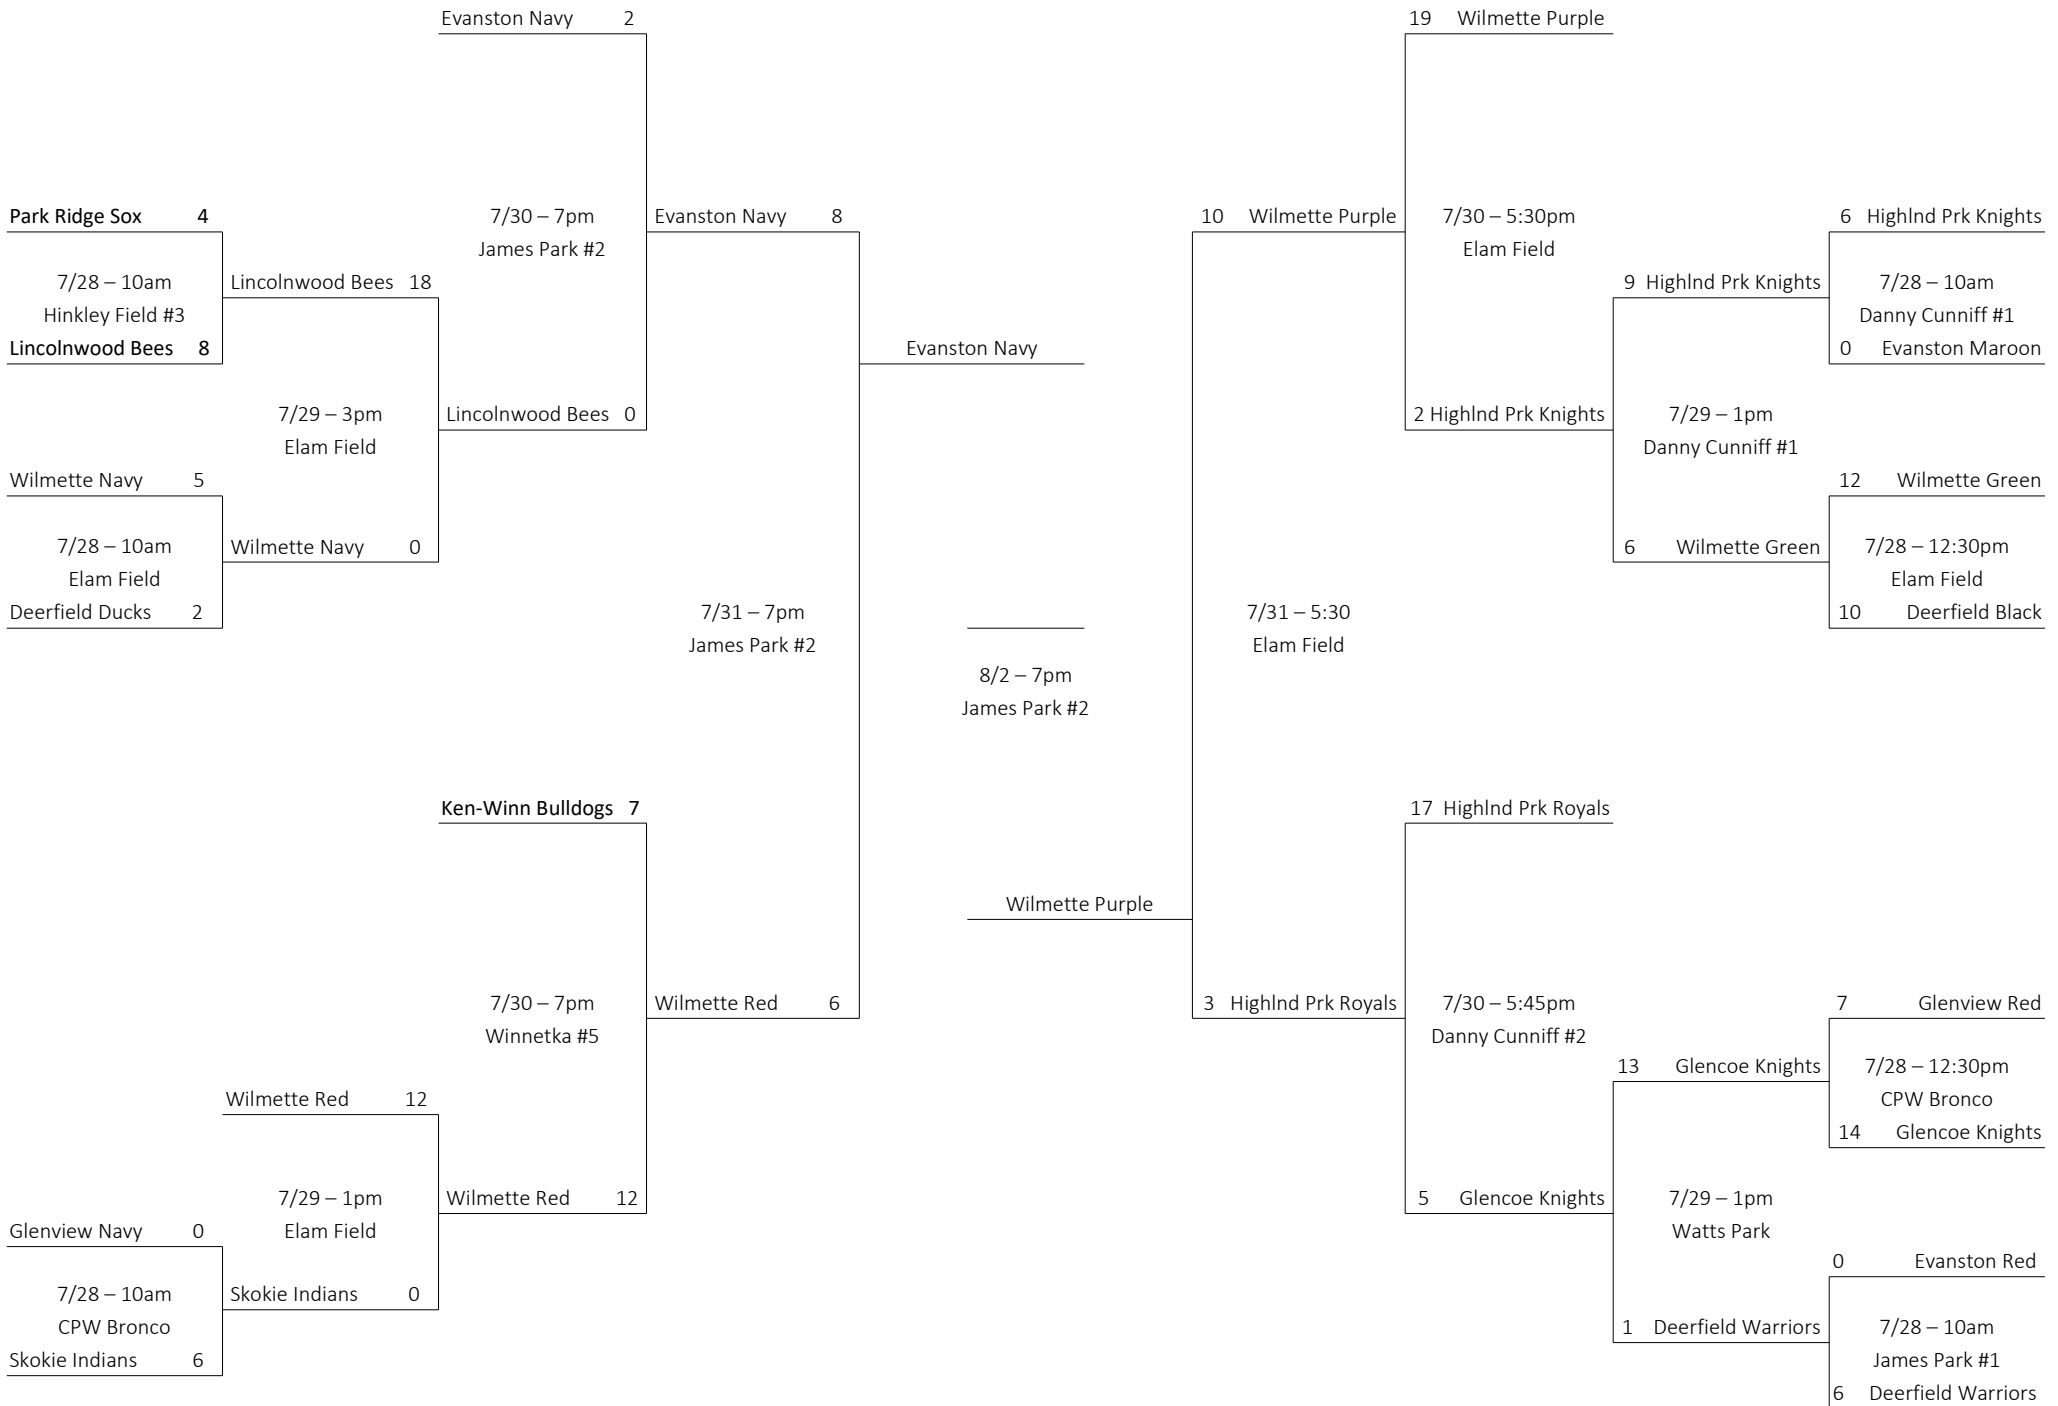 Evanston Navy 2
19 Wilmette Purple
Park Ridge Sox 4
7/30 – 7pm
Evanston Navy 8
10 Wilmette Purple
7/30 – 5:30pm
6 Highlnd Prk Knights
James Park #2
Elam Field
7/28 – 10am
Lincolnwood Bees 18
9 Highlnd Prk Knights
7/28 – 10am
Hinkley Field #3
Danny Cunniff #1
Lincolnwood Bees 8
Evanston Navy
0 Evanston Maroon
7/29 – 3pm
Lincolnwood Bees 0
2 Highlnd Prk Knights
7/29 – 1pm
Elam Field
Danny Cunniff #1
Wilmette Navy 5
12 Wilmette Green
7/28 – 10am
Wilmette Navy 0
6 Wilmette Green
7/28 – 12:30pm
Elam Field
Elam Field
Deerfield Ducks 2
7/31 – 7pm
7/31 – 5:30
10 Deerfield Black
James Park #2
Elam Field
8/2 – 7pm
James Park #2
Ken-Winn Bulldogs 7
17 Highlnd Prk Royals
Wilmette Purple
7/30 – 7pm
Wilmette Red 6
3 Highlnd Prk Royals
7/30 – 5:45pm
7 Glenview Red
Winnetka #5
Danny Cunniff #2
13 Glencoe Knights
7/28 – 12:30pm
Wilmette Red 12
CPW Bronco
14 Glencoe Knights
7/29 – 1pm
Wilmette Red 12
5 Glencoe Knights
7/29 – 1pm
Glenview Navy 0
Elam Field
Watts Park
0 Evanston Red
7/28 – 10am
Skokie Indians 0
CPW Bronco
1 Deerfield Warriors
7/28 – 10am
Skokie Indians 6
James Park #1
6 Deerfield Warriors